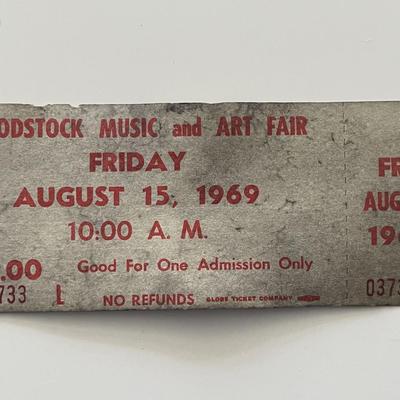 ODSTOCK MUSIC and ART FAIR
FRIDAY
AUGUST 15, 1969
10:00 A. M.
.00 Good For One Admission Only
733 L NO REFUNDS GLOBE TICKET COMPANY
FR
AUG
19
0373